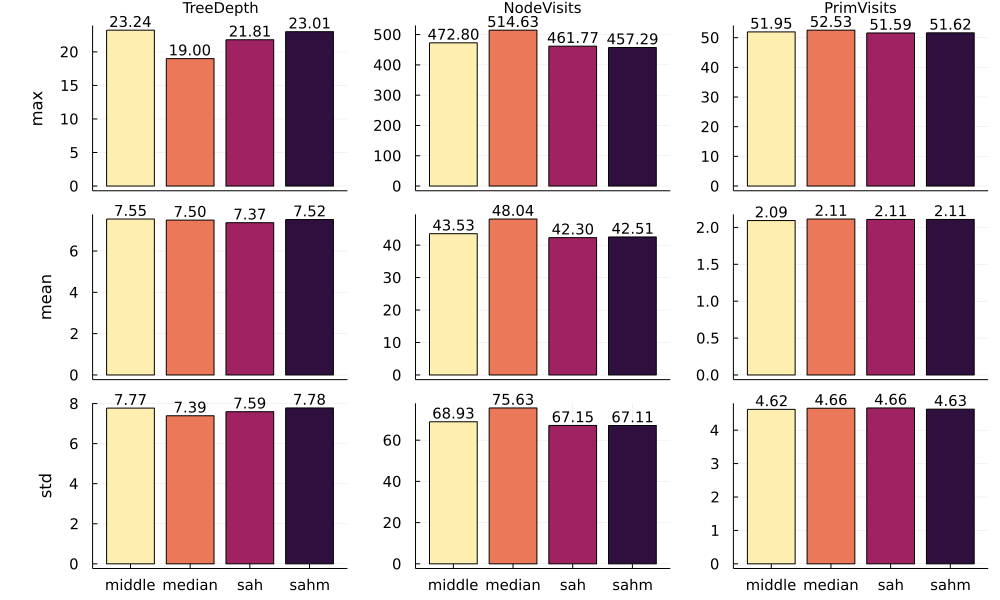 TreeDepth NodeVisits PrimVisits
23.24 19.00 21.81 23.01
472.80 514.63 461.77 457.29
51.95 52.53 51.59 51.62
max
20
15
10
5
0
500
400
300
200
100
0
50
40
30
20
10
0
7.55 7.50 7.37 7.52
43.53 48.04 42.30 42.51
2.09 2.11 2.11 2.11
mean
6
4
2
0
40
30
20
10
0
2.0
1.5
1.0
0.5
0.0
7.77 7.39 7.59 7.78
68.93 75.63 67.15 67.11
4.62 4.66 4.66 4.63
std
8
6
4
2
0
60
40
20
0
4
3
2
1
0
middle median sah sahm
middle median sah sahm
middle median sah sahm